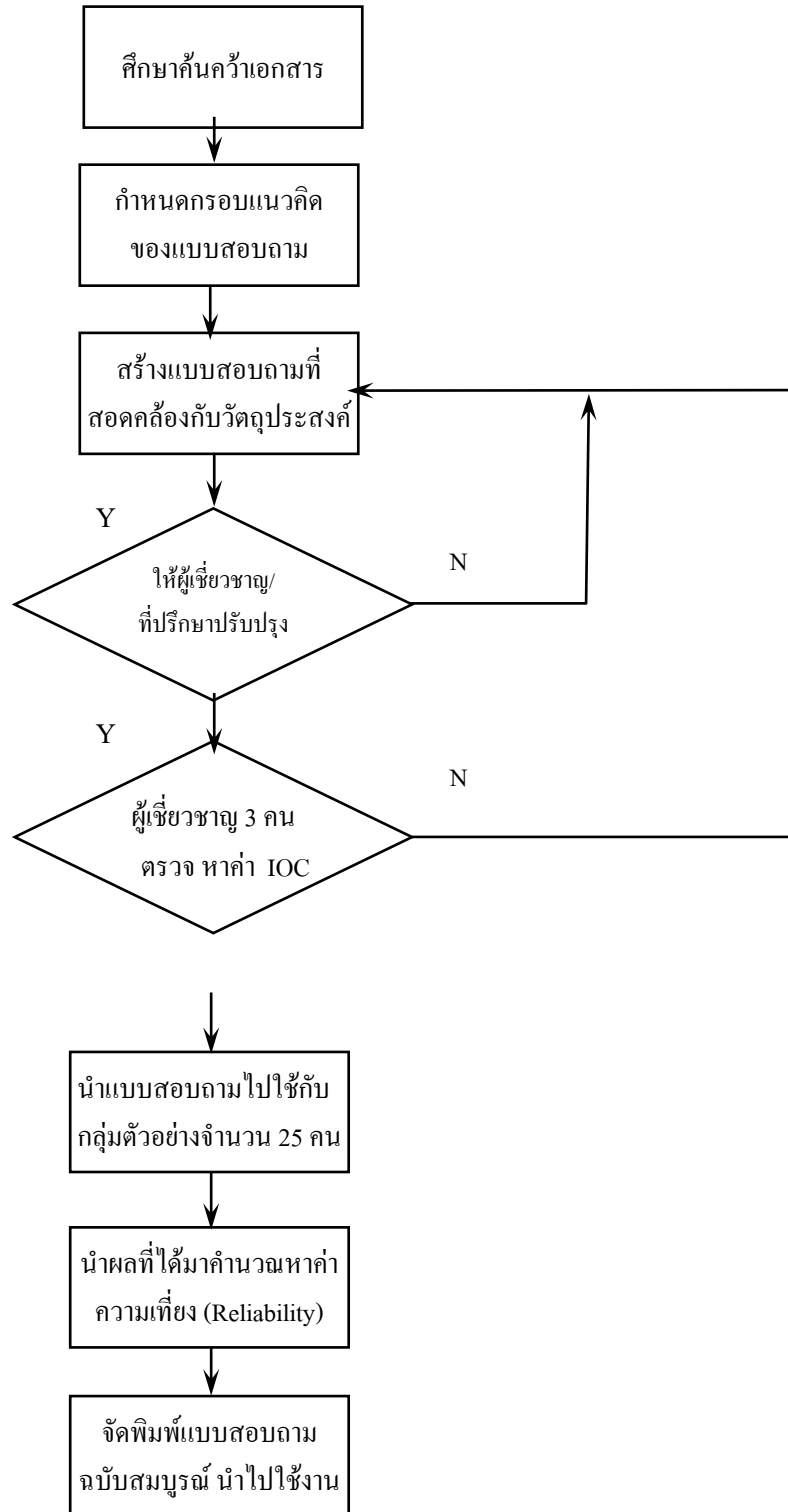 ศึกษาค้นคว้าเอกสาร
กำหนดกรอบแนวคิด
ของแบบสอบถาม
สร้างแบบสอบถามที่
สอดคล้องกับวัตถุประสงค์
Y
N
ให้ผู้เชี่ยวชาญ/
ที่ปรึกษาปรับปรุง
Y
N
ผู้เชี่ยวชาญ 3 คน
ตรวจ หาค่า IOC
นำแบบสอบถามไปใช้กับ
กลุ่มตัวอย่างจำนวน 25 คน
นำผลที่ได้มาคำนวณหาค่า
ความเที่ยง (Reliability)
จัดพิมพ์แบบสอบถาม
ฉบับสมบูรณ์ นำไปใช้งาน